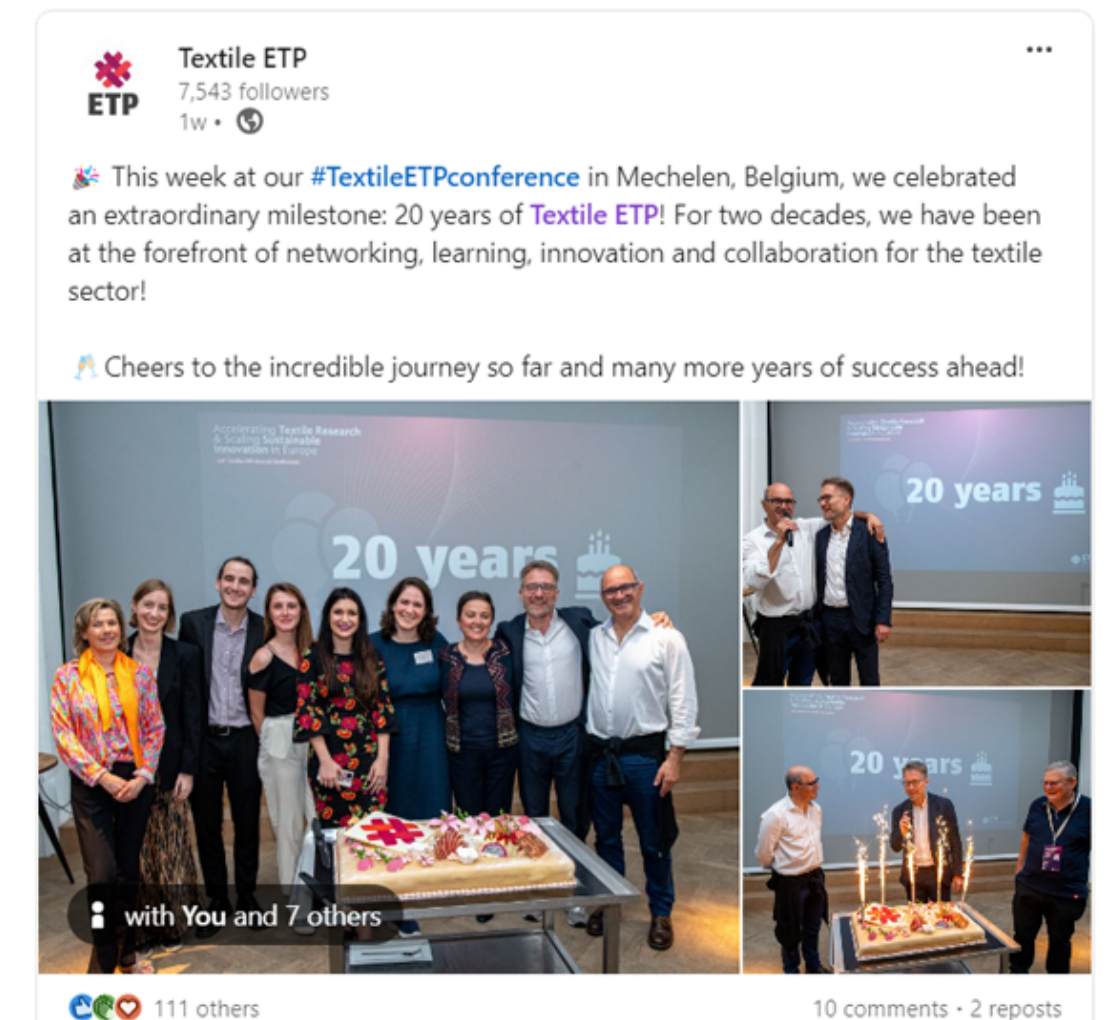 Textile ETP
ETP
7,543 followers
1w •
This week at our #TextileETPconference in Mechelen, Belgium, we celebrated
an extraordinary milestone: 20 years of Textile ETP! For two decades, we have been
at the forefront of networking, learning, innovation and collaboration for the textile
sector!
Cheers to the incredible journey so far and many more years of success ahead!
Accelerating Textile Research
& Scaling Sustainable
Innovation in Europe
20 years
20 years
20 years
with You and 7 others
111 others
10 comments • 2 reposts